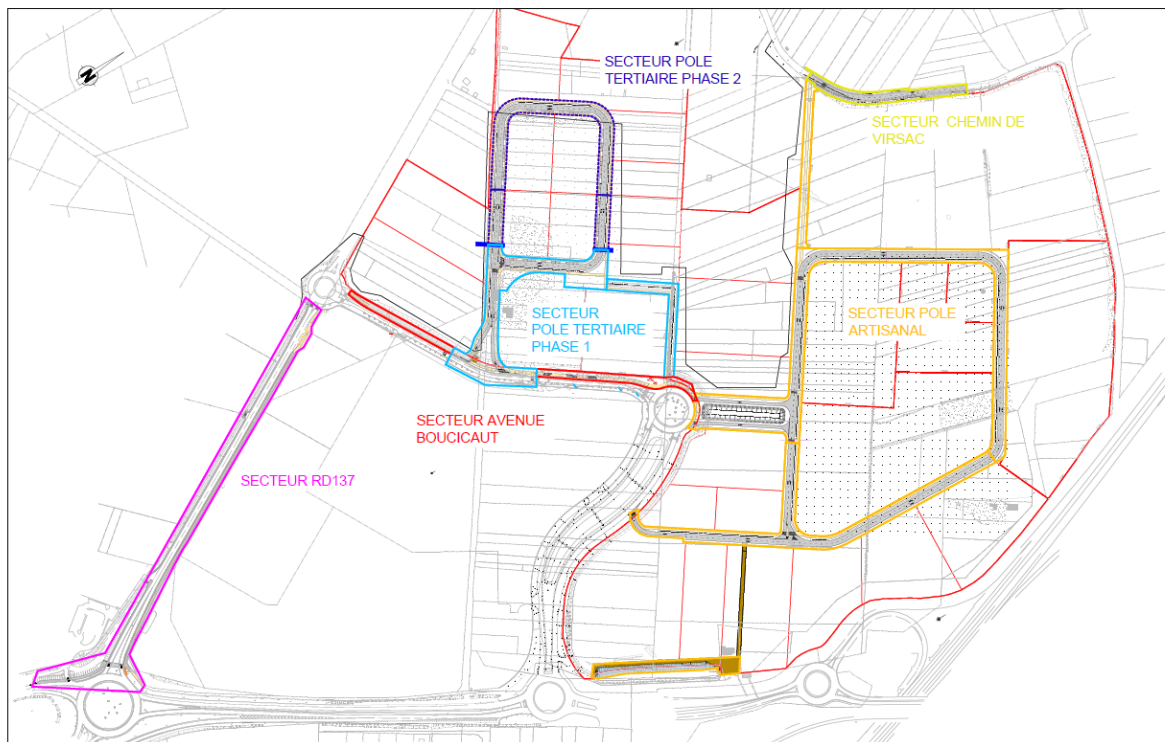 N
SECTEUR POLE
TERTIAIRE PHASE 2
SECTEUR CHEMIN DE
VIRSAC
SECTEUR
POLE TERTIAIRE
PHASE 1
SECTEUR POLE
ARTISANAL
SECTEUR AVENUE
BOUCICAUT
SECTEUR RD137